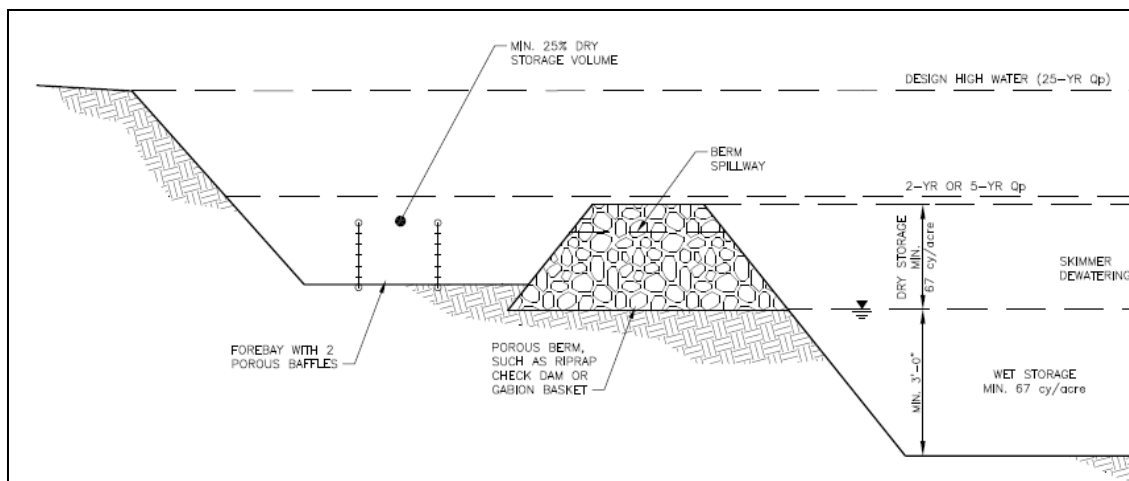 MIN. 25% DRY
STORAGE VOLUME
DESIGN HIGH WATER (25-YR Qp)
BERM
SPILLWAY
2-YR OR 5-YR Qp
DRY STORAGE
MIN.
67 cy/acre
SKIMMER
DEWATERING
FOREBAY WITH 2
POROUS BAFFLES
POROUS BERM,
SUCH AS RIPRAP
CHECK DAM OR
GABION BASKET
MIN. 3'-0"
WET STORAGE
MIN. 67 cy/acre